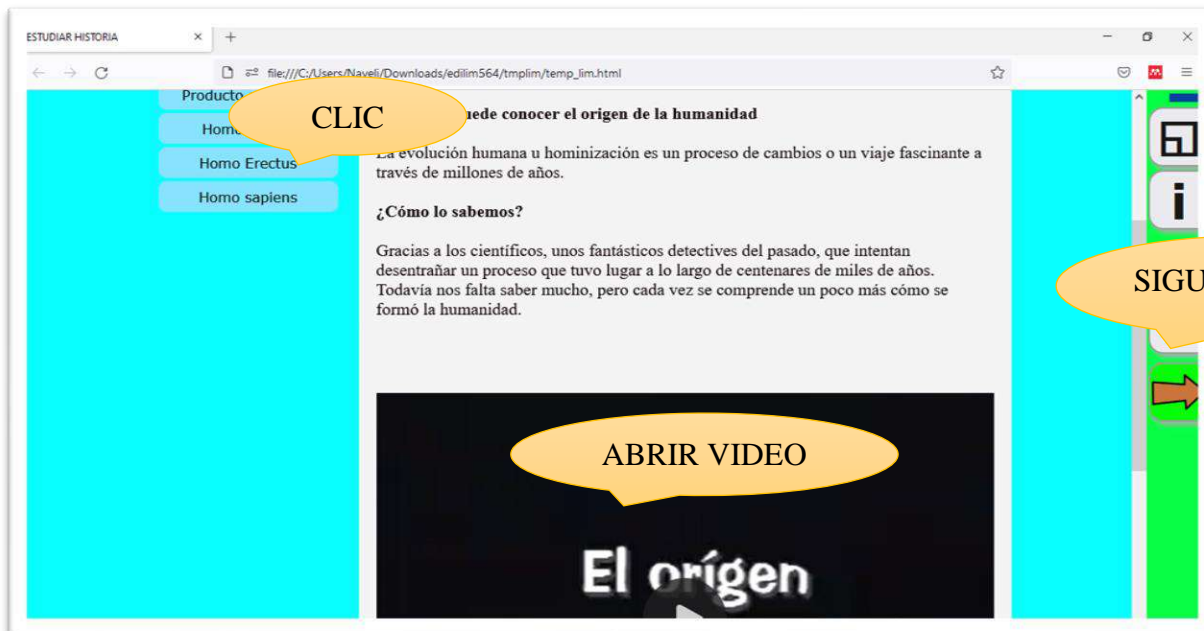 ESTUDIAR HISTORIA
file:///C:/Users/Naveli/Downloads/edilim564/tmplim/temp_lim.html
Producto
CLIC
Homo Erectus
Homo sapiens
uede conocer el origen de la humanidad
La evolución humana u hominización es un proceso de cambios o un viaje fascinante a
través de millones de años.
¿Cómo lo sabemos?
Gracias a los científicos, unos fantásticos detectives del pasado, que intentan
desentrañar un proceso que tuvo lugar a lo largo de centenares de miles de años.
Todavía nos falta saber mucho, pero cada vez se comprende un poco más cómo se
formó la humanidad.
i
SIGU
ABRIR VIDEO
El orígen